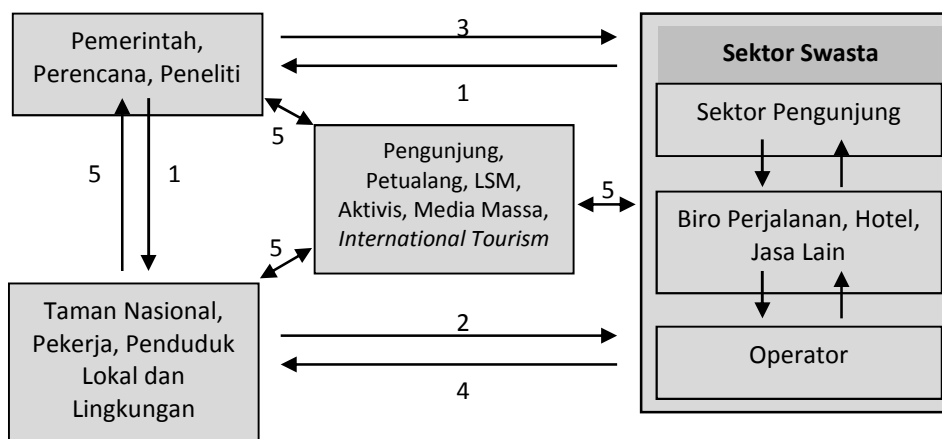 Pemerintah,
Perencana, Peneliti
3
1
Sektor Swasta
Sektor Pengunjung
5
5
1
Pengunjung,
Petualang, LSM,
Aktivis, Media Massa,
International Tourism
5
Biro Perjalanan, Hotel,
Jasa Lain
5
Taman Nasional,
Pekerja, Penduduk
Lokal dan
Lingkungan
2
4
Operator